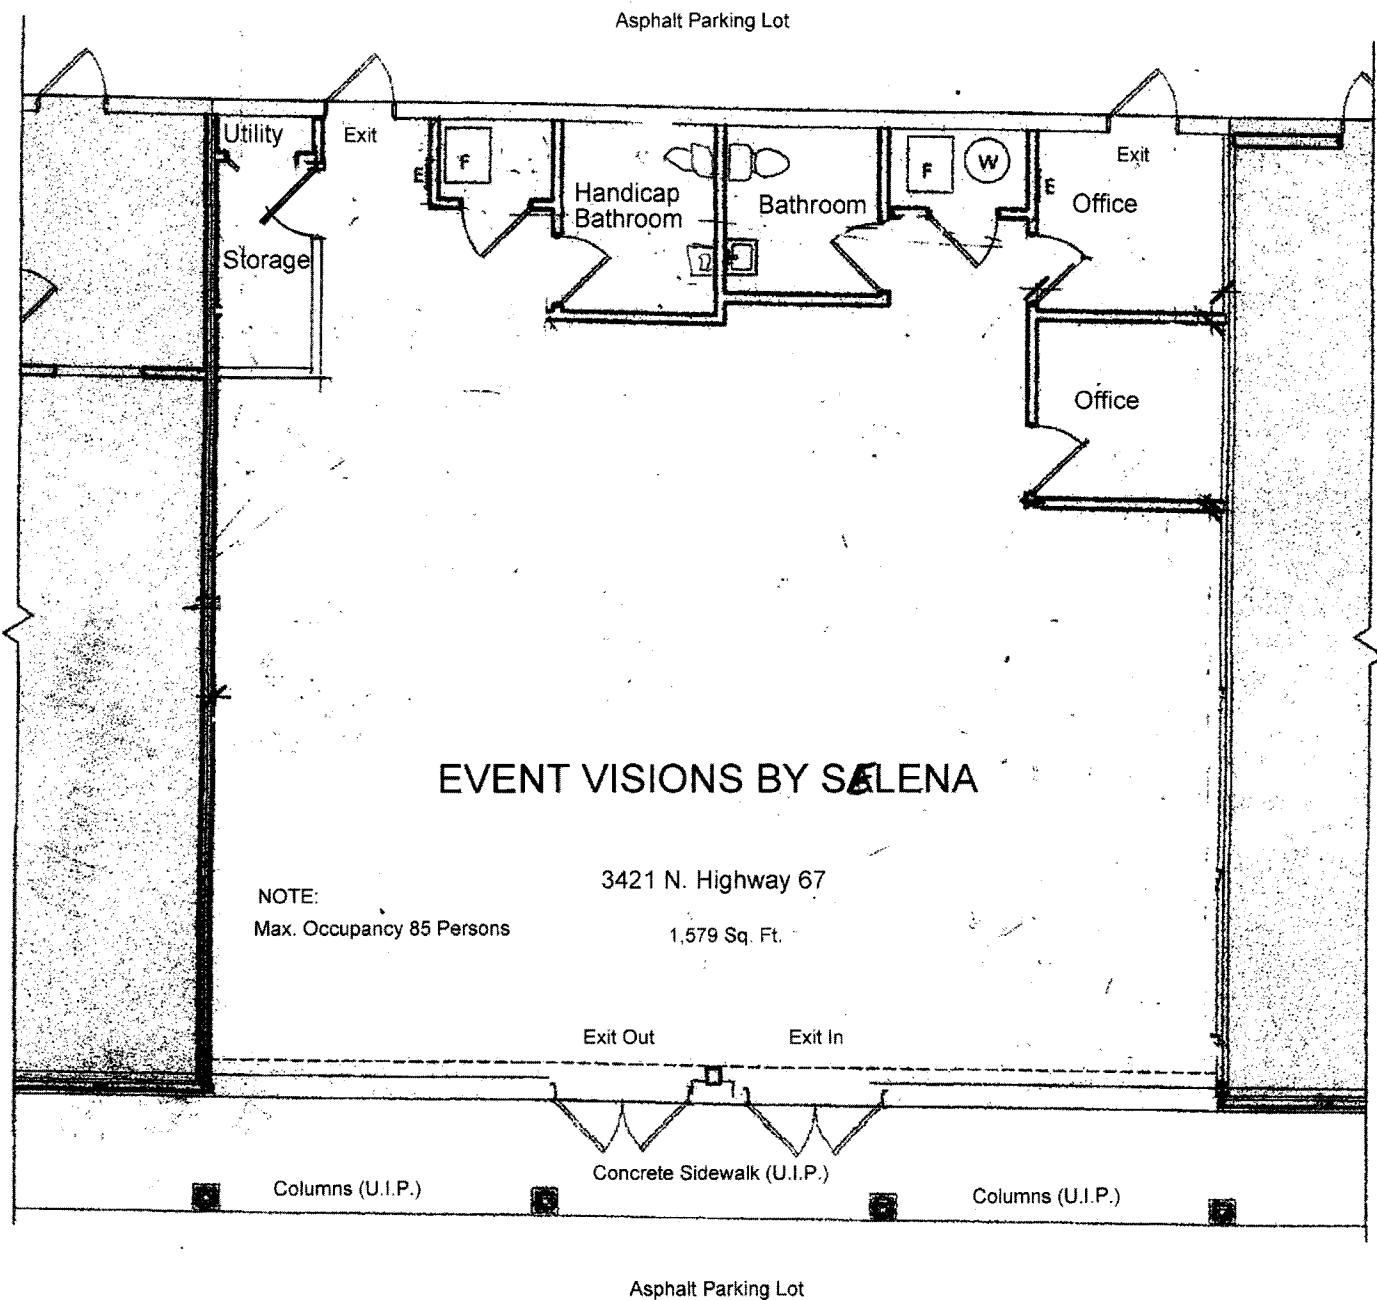 Asphalt Parking Lot
Utility
Exit
E
F
Handicap
Bathroom
Bathroom
F
W
E
Exit
Office
Storage
Office
EVENT VISIONS BY SELENA
3421 N. Highway 67
NOTE:
Max. Occupancy 85 Persons
1,579 Sq. Ft.
Exit Out
Exit In
Concrete Sidewalk (U.I.P.)
Columns (U.I.P.)
Columns (U.I.P.)
Asphalt Parking Lot